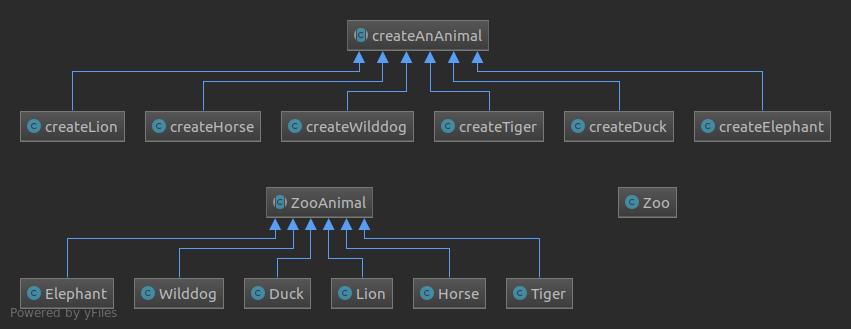 createAnAnimal
createLion createHorse createWilddog createTiger createDuck createElephant
ZooAnimal Zoo
Elephant Wilddog Duck Lion Horse Tiger
Powered by yFiles